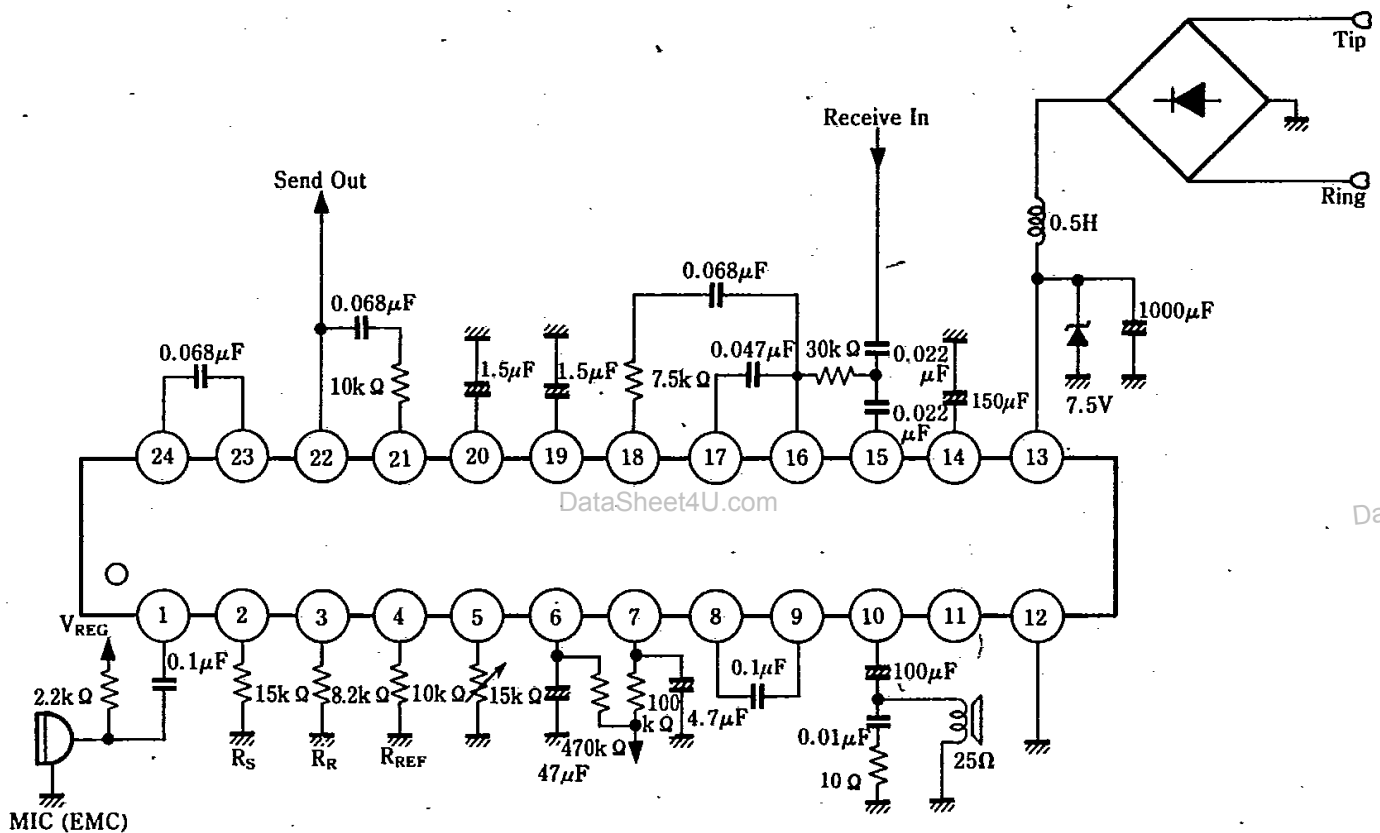 Tip
Receive In
Send Out
Ring
0.5H
0.068μF
0.068μF
1000μF
0.068μF
0.047μF
30kΩ
0.022
μF
10kΩ
1.5μF
1.5μF
7.5kΩ
150μF
7.5V
0.022
μF
24 23 22 21 20 19 18 17 16 15 14 13
DataSheet4U.com
Da
1 2 3 4 5 6 7 8 9 10 11 12
VREG
0.1μF
0.1μF
100μF
2.2kΩ
15kΩ
8.2kΩ
10kΩ
15kΩ
100
kΩ
4.7μF
0.01μF
RS
RR
RREF
470kΩ
47μF
10Ω
25Ω
MIC (EMC)